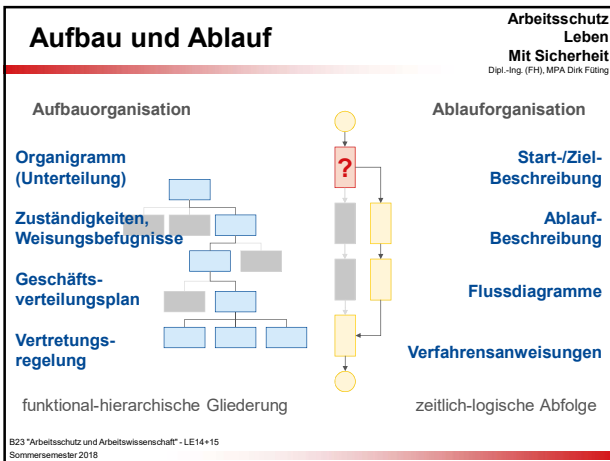 Aufbau und Ablauf
Arbeitsschutz
Leben
Mit Sicherheit
Dipl.-Ing. (FH), MPA Dirk Füting
Aufbauorganisation
Organigramm
(Unterteilung)
Zuständigkeiten,
Weisungsbefugnisse
Geschäfts-
verteilungsplan
Vertretungs-
regelung
funktional-hierarchische Gliederung
?
Ablauforganisation
Start-/Ziel-
Beschreibung
Ablauf-
Beschreibung
Flussdiagramme
Verfahrensanweisungen
zeitlich-logische Abfolge
B23 "Arbeitsschutz und Arbeitswissenschaft" - LE14+15
Sommersemester 2018